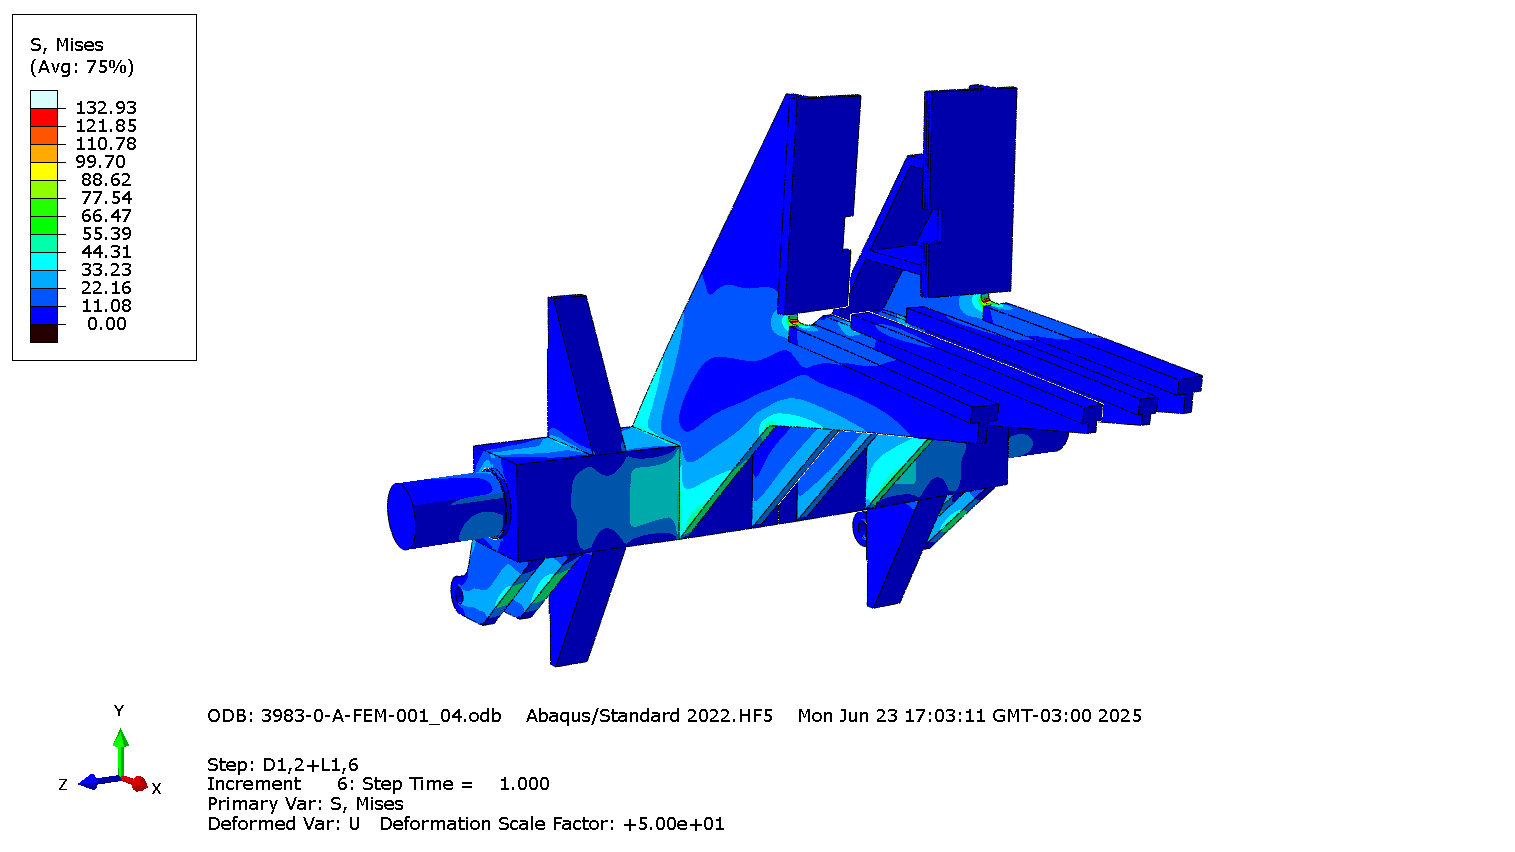 S, Mises
(Avg: 75%)
132.93
121.85
110.78
99.70
88.62
77.54
66.47
55.39
44.31
33.23
22.16
11.08
0.00
Y
Z
X
ODB: 3983-0-A-FEM-001_04.odb Abaqus/Standard 2022.HF5 Mon Jun 23 17:03:11 GMT-03:00 2025
Step: D1,2+L1,6
Increment 6: Step Time = 1.000
Primary Var: S, Mises
Deformed Var: U Deformation Scale Factor: +5.00e+01